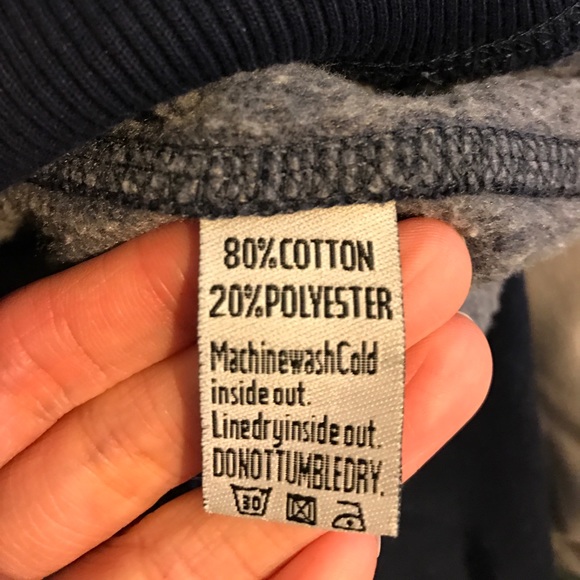 80%COTTON
20%POLYESTER
MachinewashCold
inside out.
Linedryinside out.
DONOTTUMBLEDRY.
30